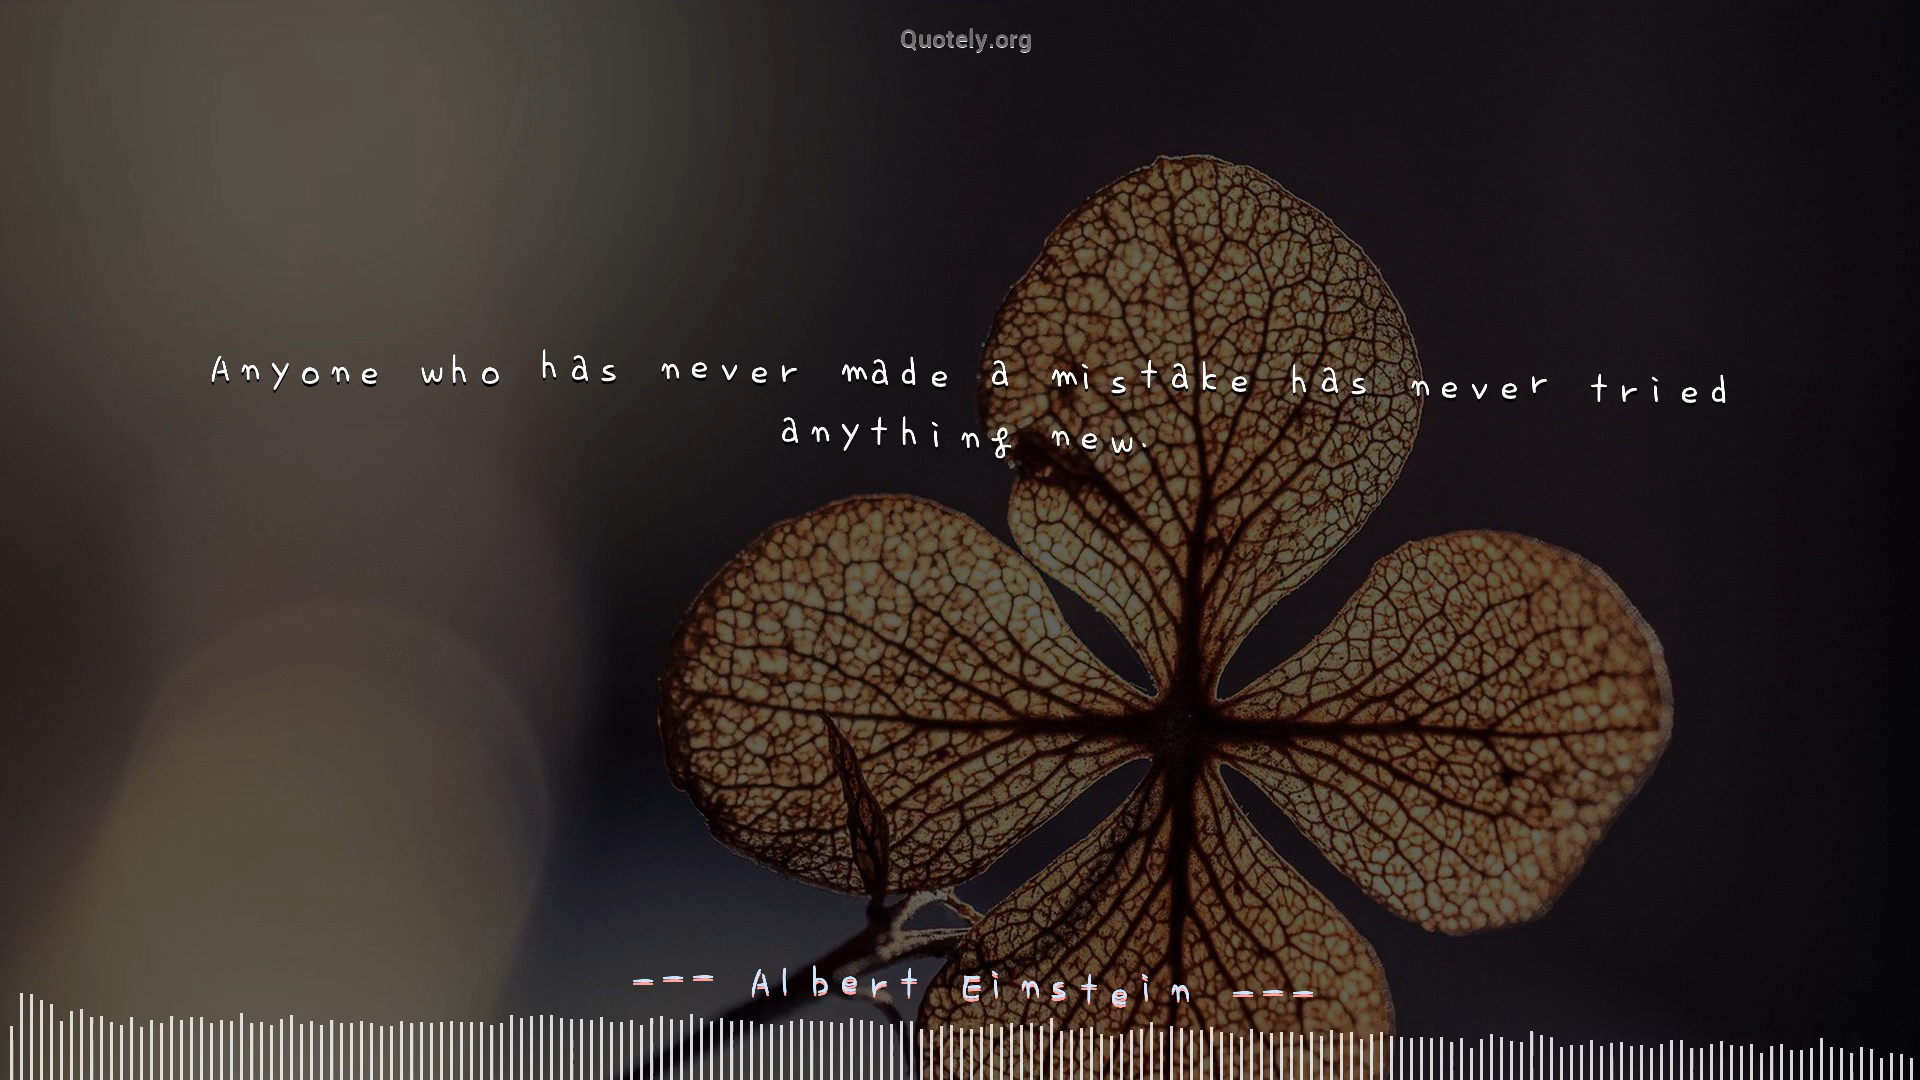 Quotely.org
Anyone who has never made a mistake has never tried
anything new.
--- Albert Einstein ---